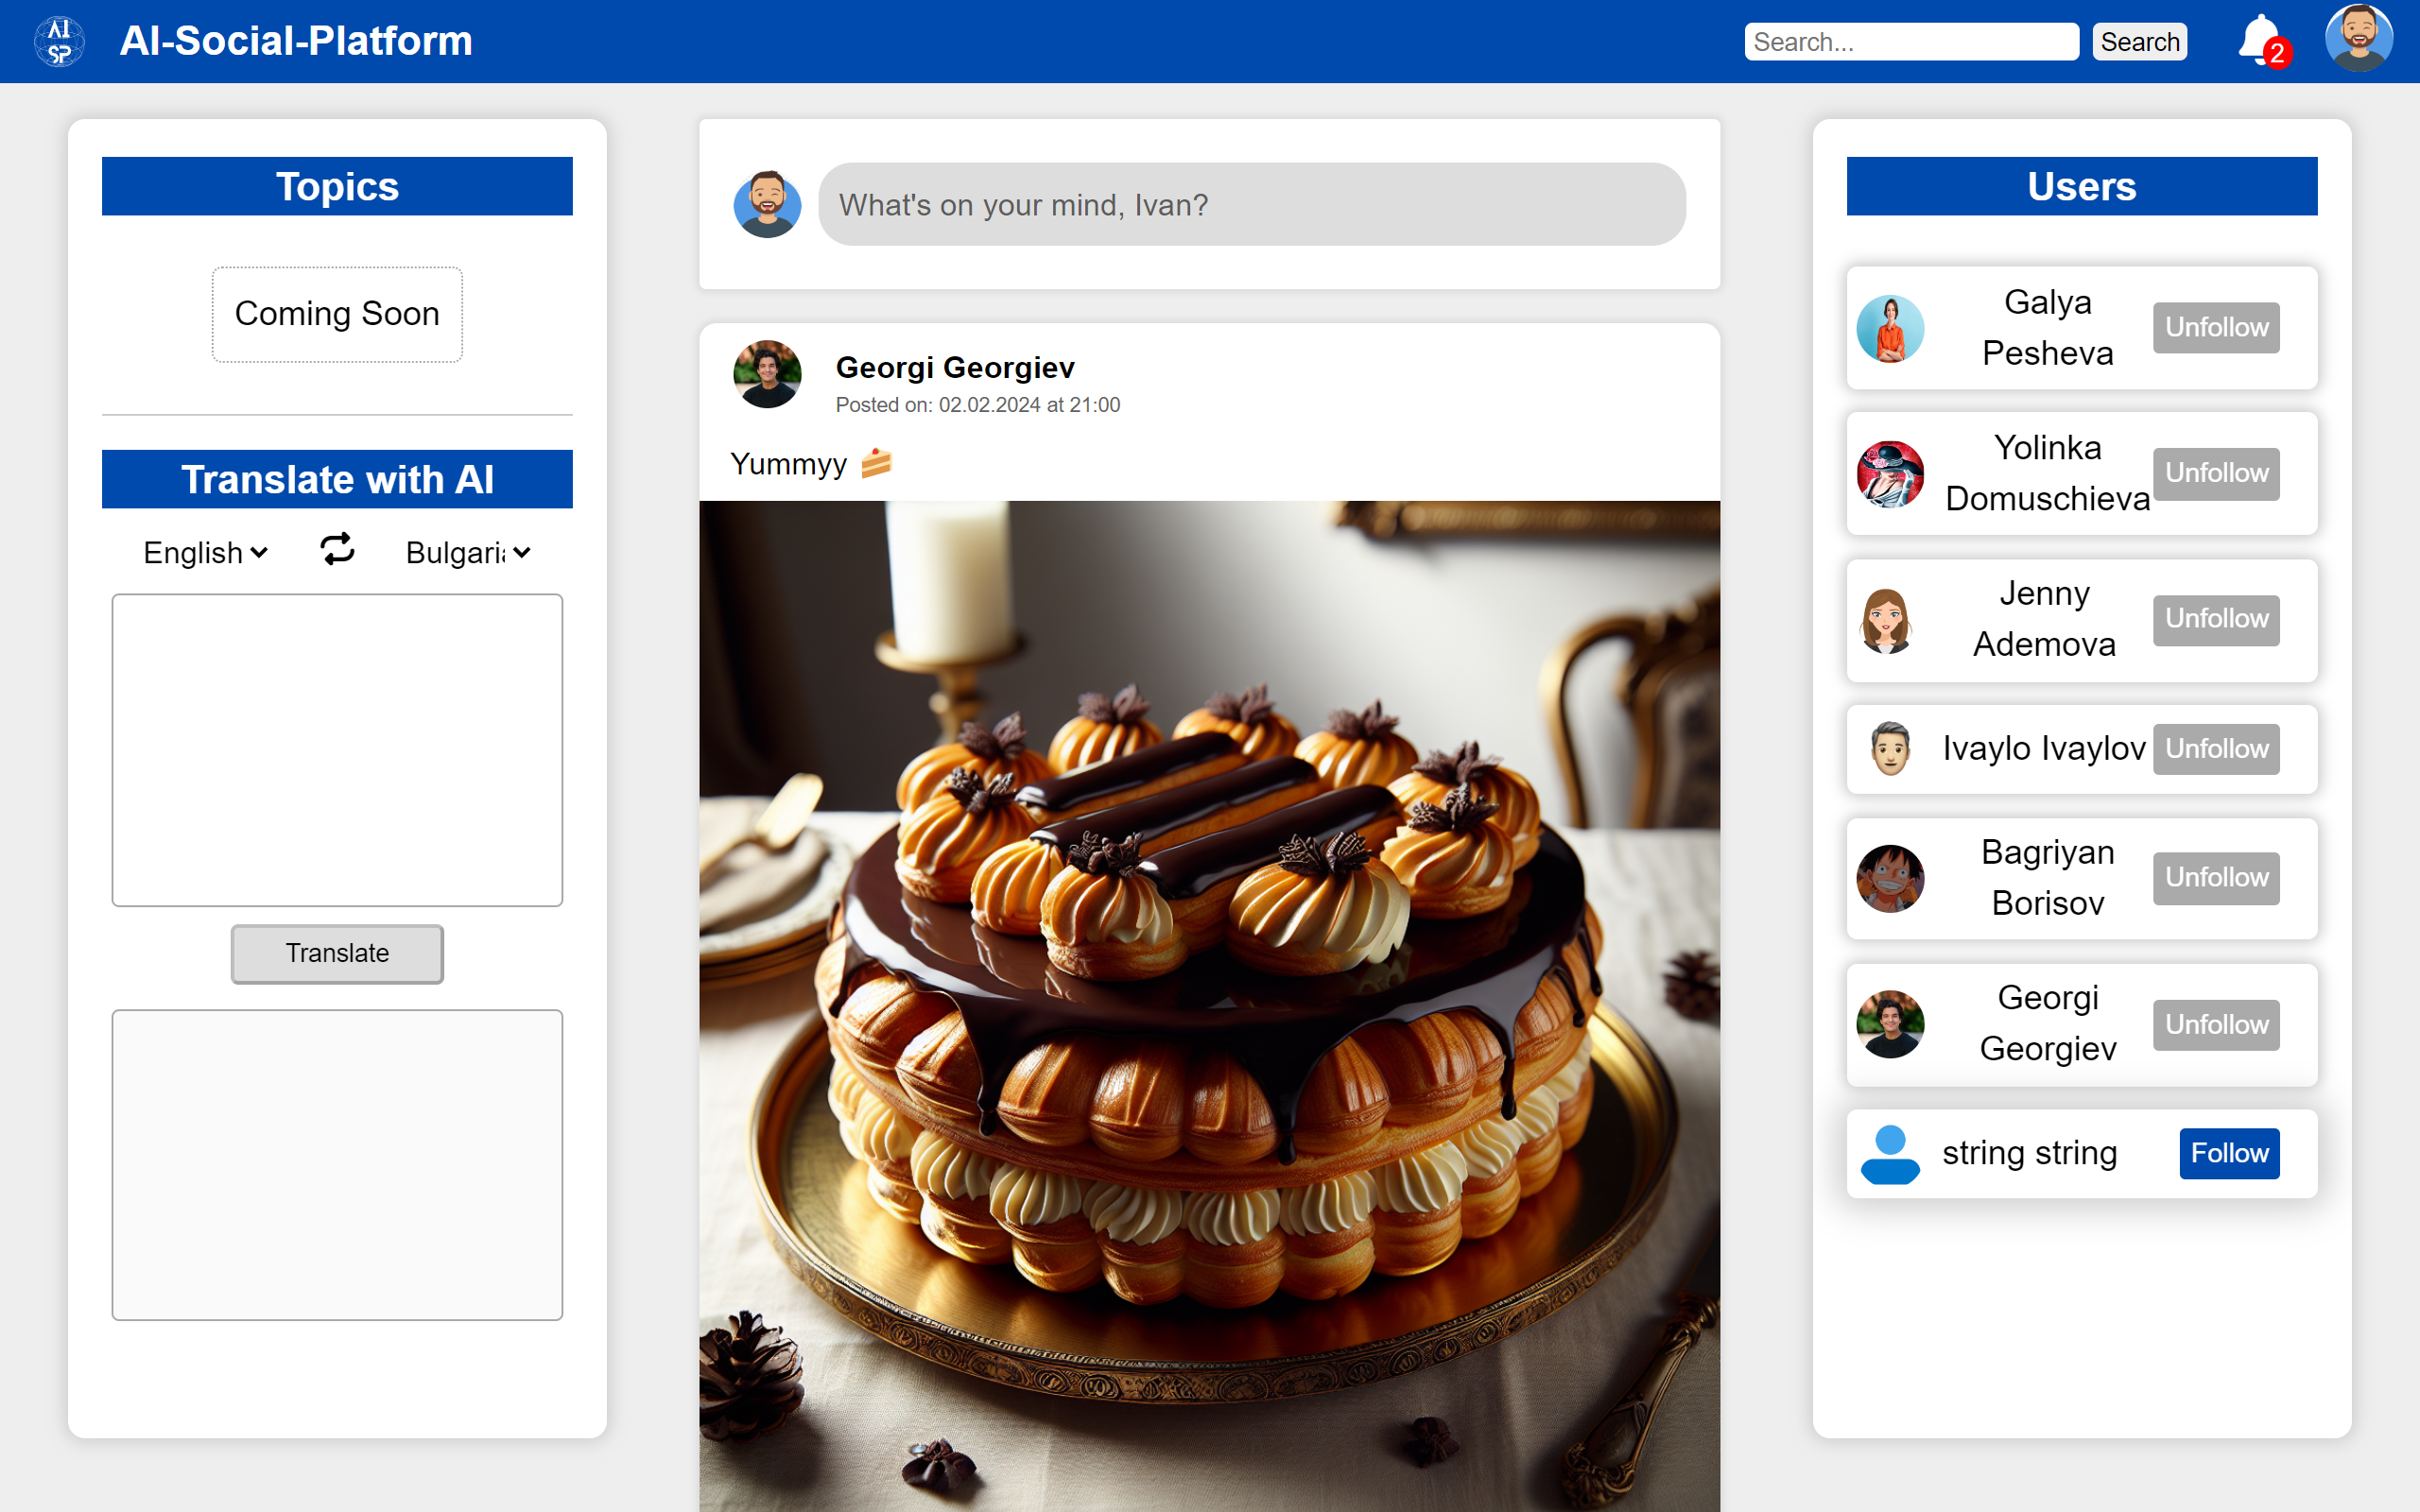 AI
SP
AI-Social-Platform
Search...
Search
2
Topics
Coming Soon
Translate with AI
English
Bulgari
Translate
What's on your mind, Ivan?
Georgi Georgiev
Posted on: 02.02.2024 at 21:00
Yummyy 🍰
Users
Galya
Pesheva
Unfollow
Yolinka
Domuschieva
Unfollow
Jenny
Ademova
Unfollow
Ivaylo Ivaylov
Unfollow
Bagriyan
Borisov
Unfollow
Georgi
Georgiev
Unfollow
string string
Follow